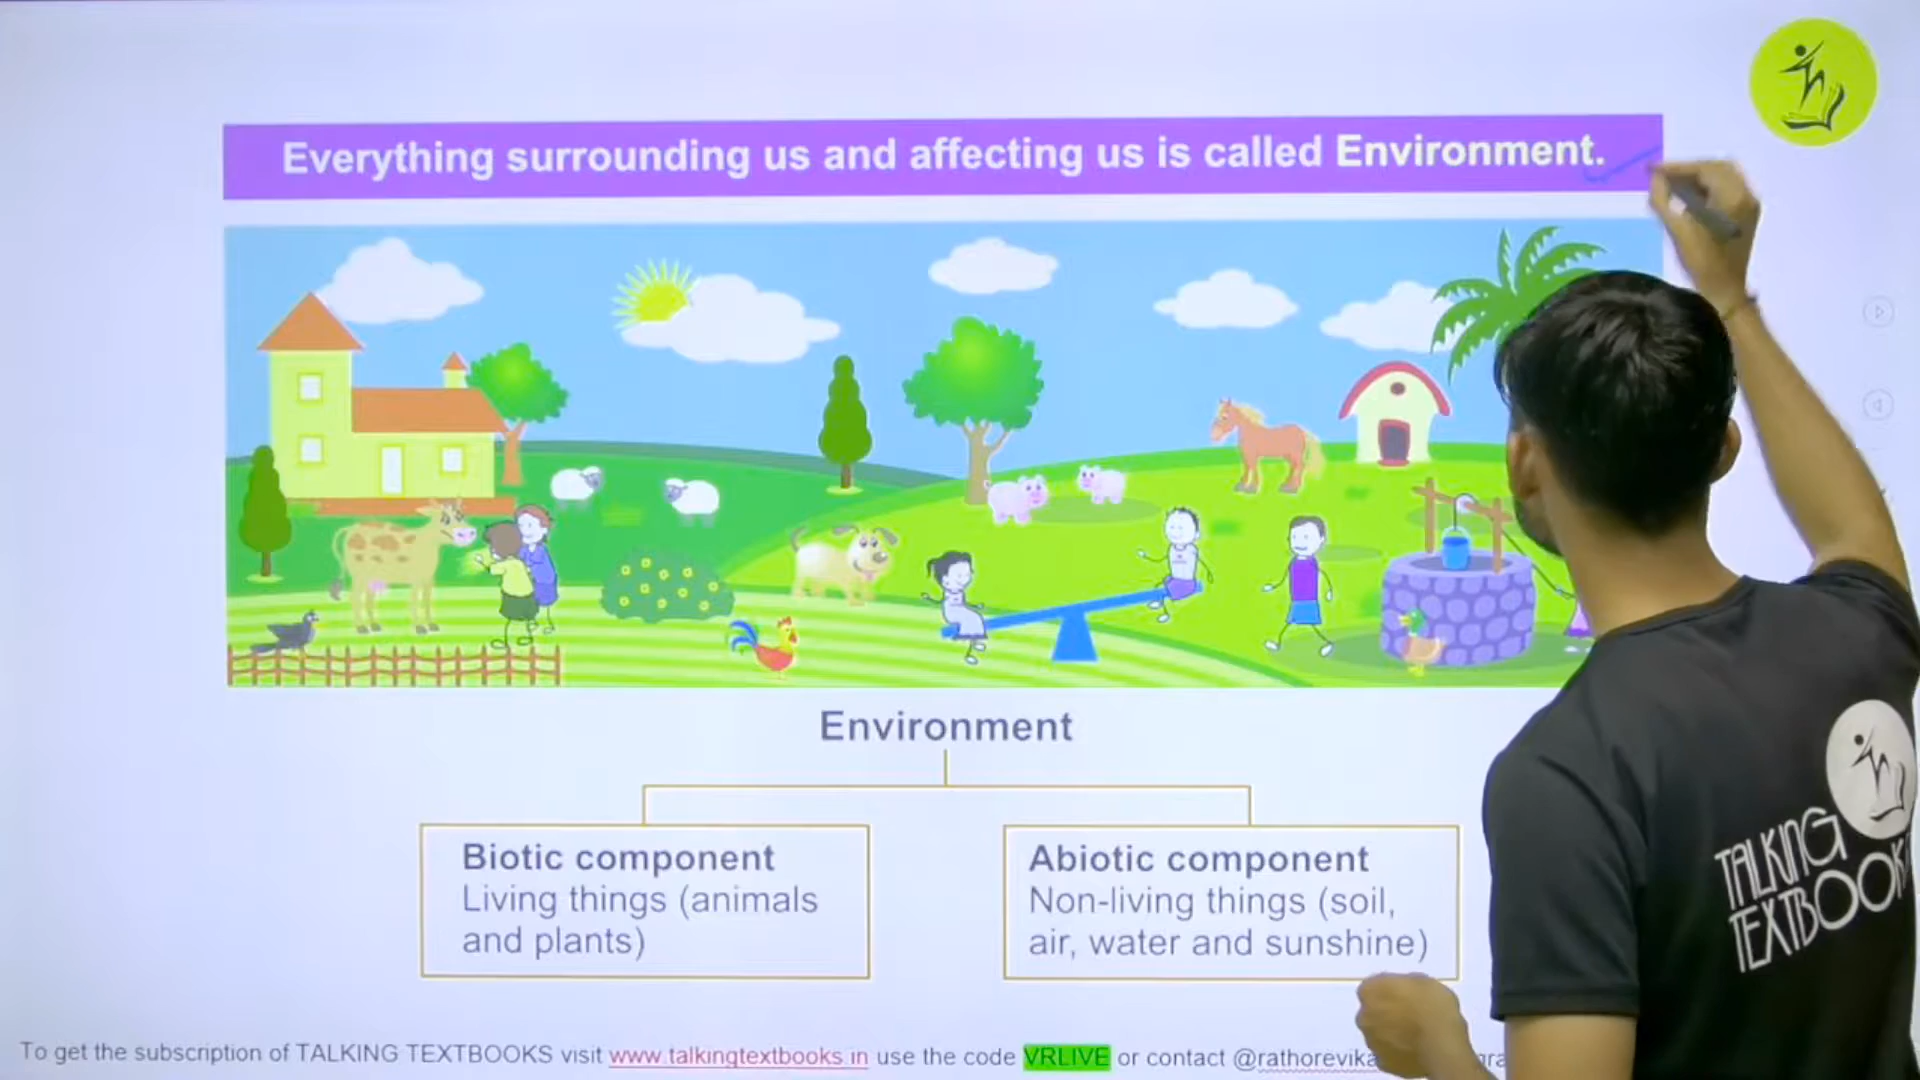 Everything surrounding us and affecting us is called Environment.
Environment
Biotic component
Living things (animals
and plants)
Abiotic component
Non-living things (soil,
air, water and sunshine)
TALKING
TEXTBOOK
To get the subscription of TALKING TEXTBOOKS visit www.talkingtextbooks.in use the code VRLIVE or contact